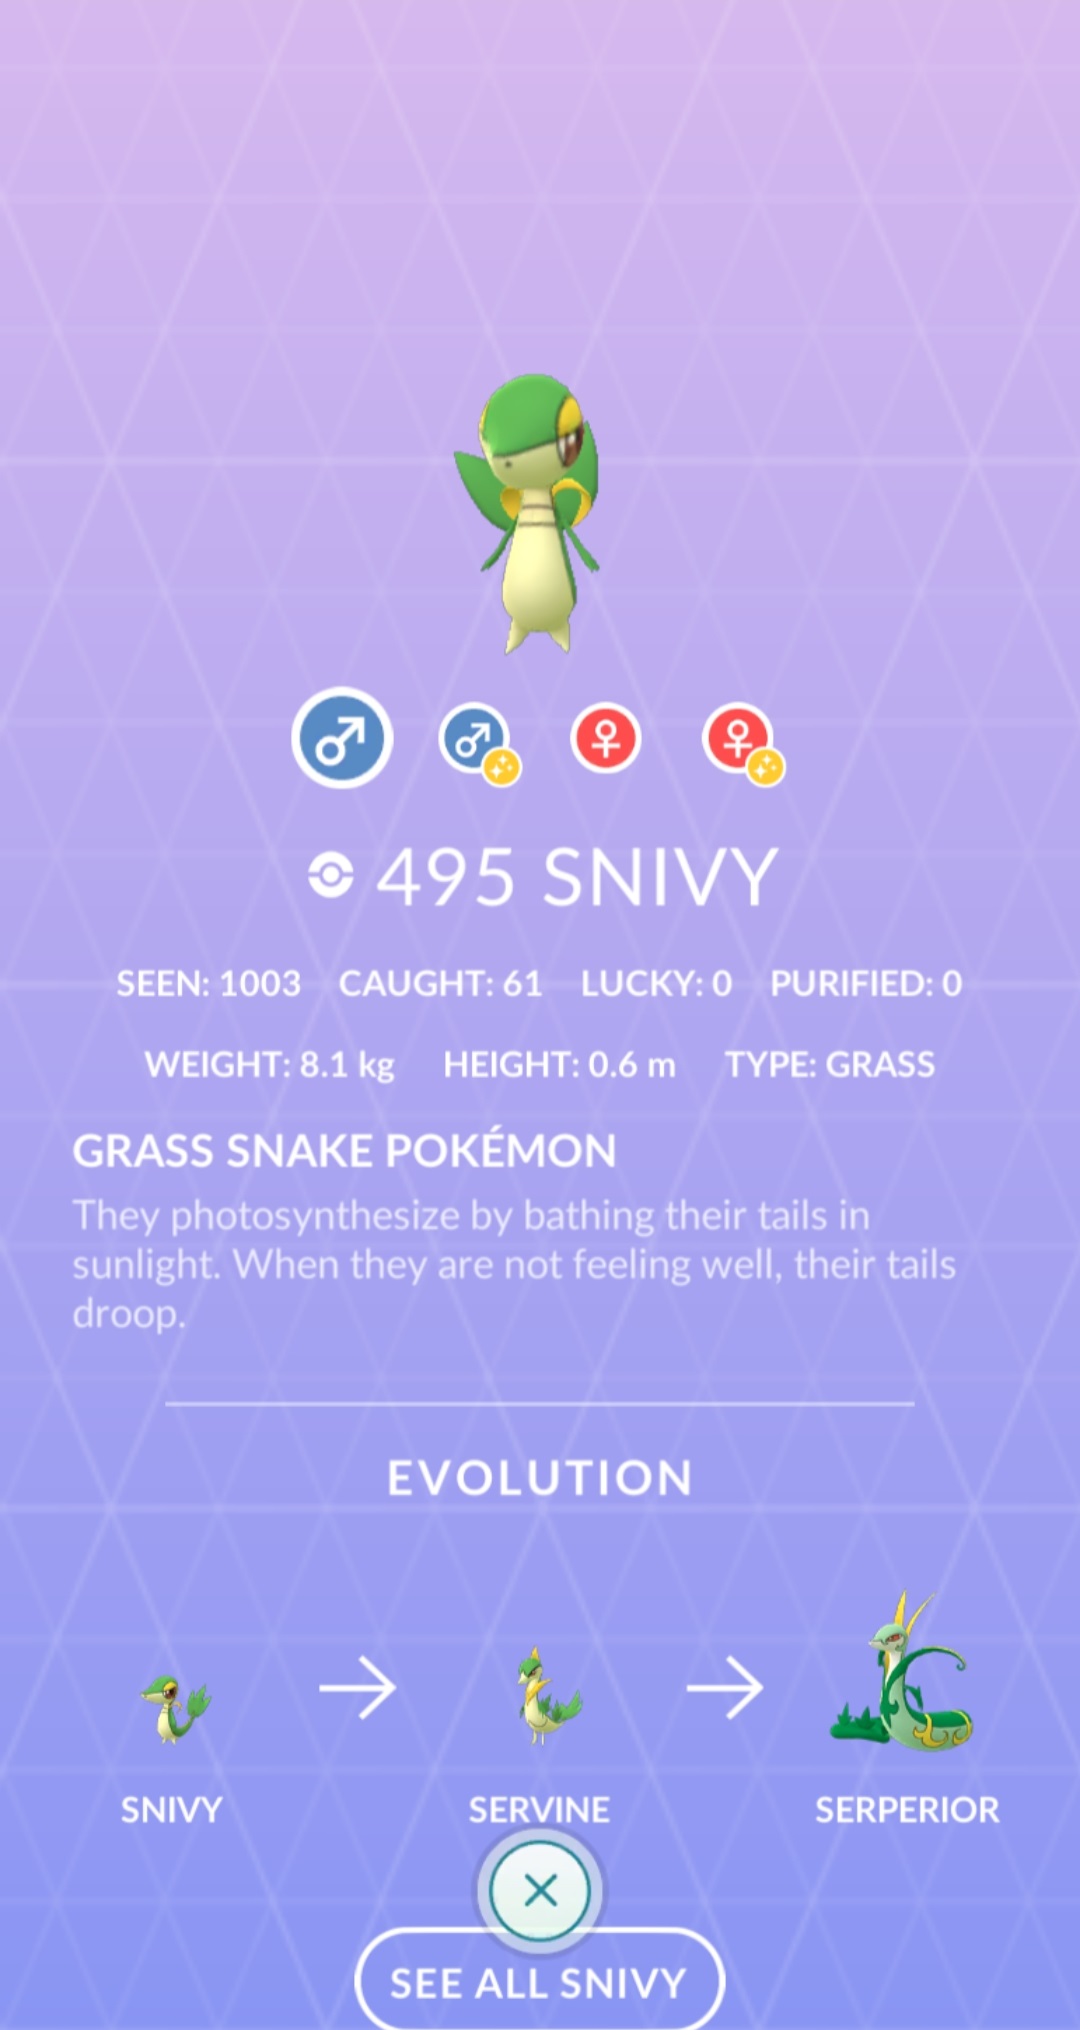 495 SNIVY
SEEN: 1003 CAUGHT: 61 LUCKY: 0 PURIFIED: 0
WEIGHT: 8.1 kg HEIGHT: 0.6 m TYPE: GRASS
GRASS SNAKE POKÉMON
They photosynthesize by bathing their tails in
sunlight. When they are not feeling well, their tails
droop.
EVOLUTION
SNIVY SERVINE SERPERIOR
SEE ALL SNIVY